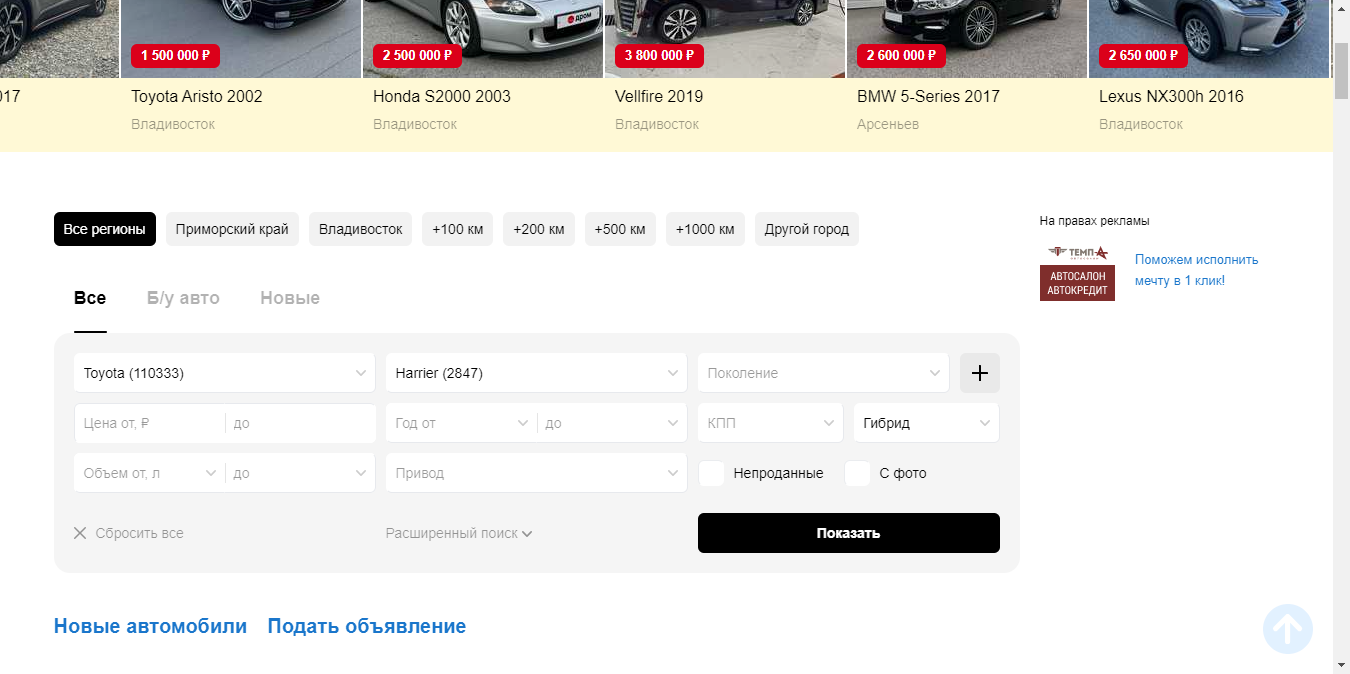 дром
1 500 000 ₽
2 500 000 ₽
3 800 000 ₽
2 600 000 ₽
2 650 000 ₽
017
Toyota Aristo 2002
Honda S2000 2003
Vellfire 2019
BMW 5-Series 2017
Lexus NX300h 2016
Владивосток
Владивосток
Владивосток
Арсеньев
Владивосток
Все регионы
Приморский край
Владивосток
+100 км
+200 км
+500 км
+1000 км
Другой город
На правах рекламы
ТЕМП-А
АВТОСАЛОН
АВТОКРЕДИТ
Поможем исполнить
мечту в 1 клик!
Все
Б/у авто
Новые
Toyota (110333)
Harrier (2847)
Поколение
Цена от, ₽
до
Год от
до
КПП
Гибрид
Объем от, л
до
Привод
Непроданные
С фото
Сбросить все
Расширенный поиск
Показать
Новые автомобили
Подать объявление